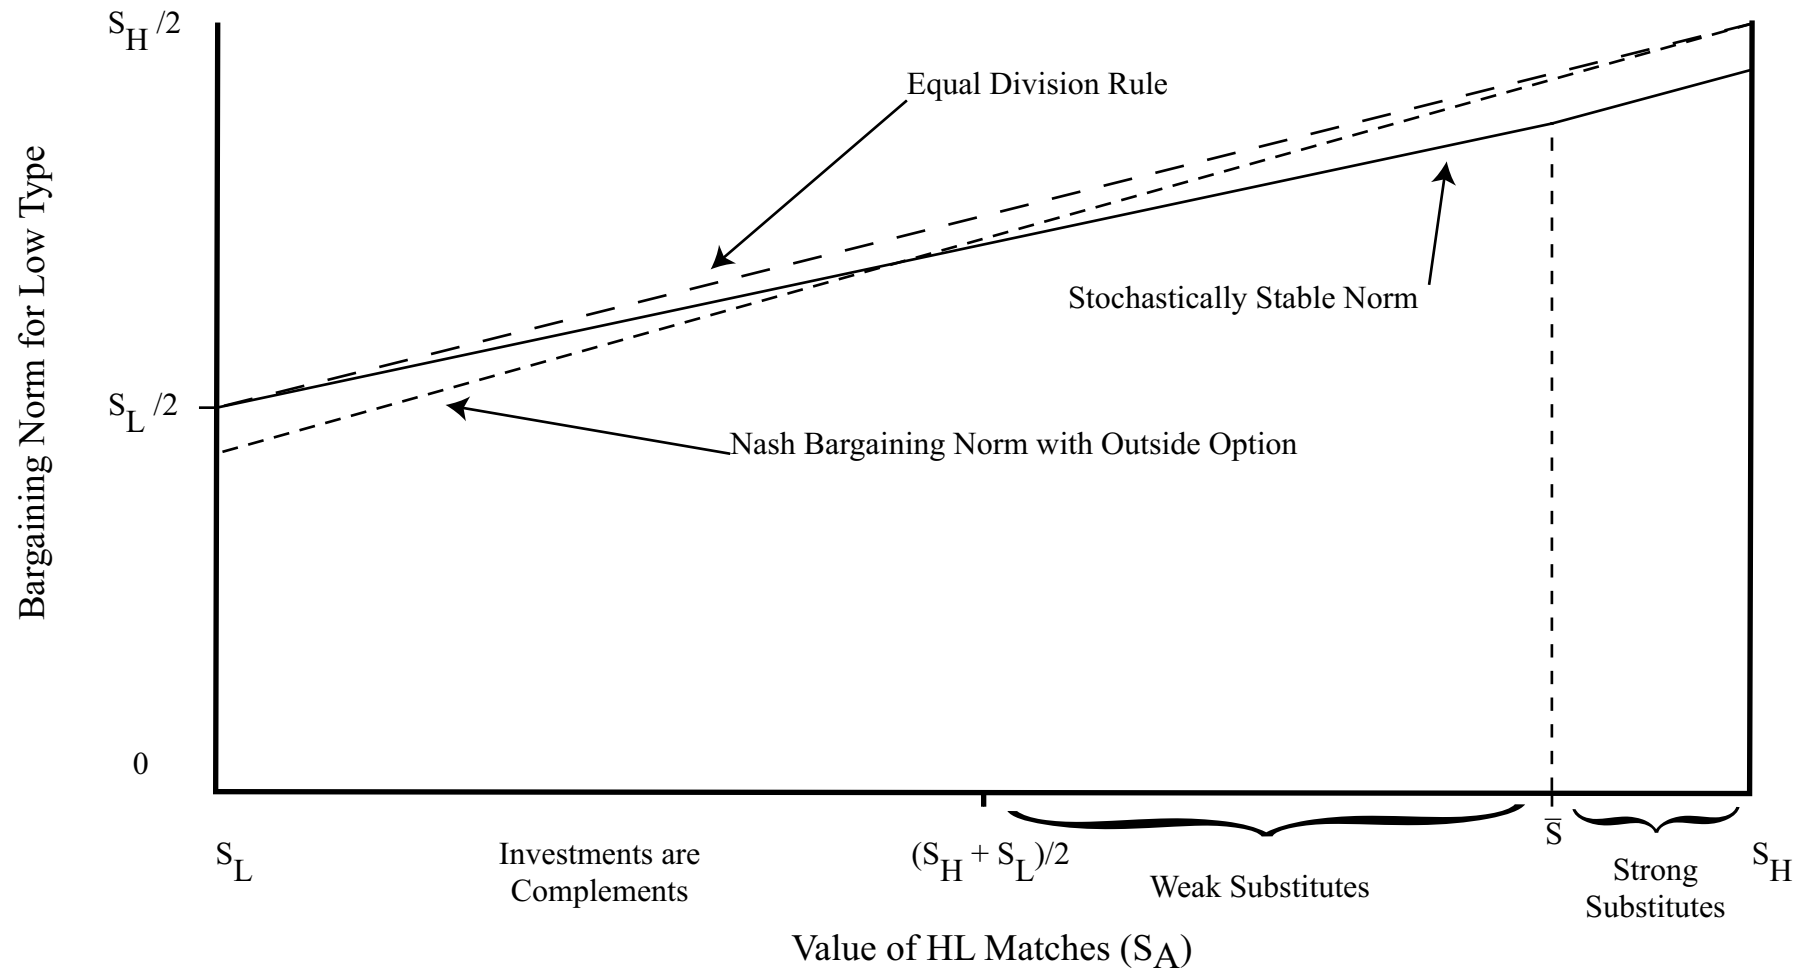 S_H /2
Equal Division Rule
Bargaining Norm for Low Type
Stochastically Stable Norm
S_L /2
Nash Bargaining Norm with Outside Option
0
S̅
S_L
Investments are
Complements
(S_H + S_L)/2
Weak Substitutes
Strong
Substitutes
S_H
Value of HL Matches (S_A)